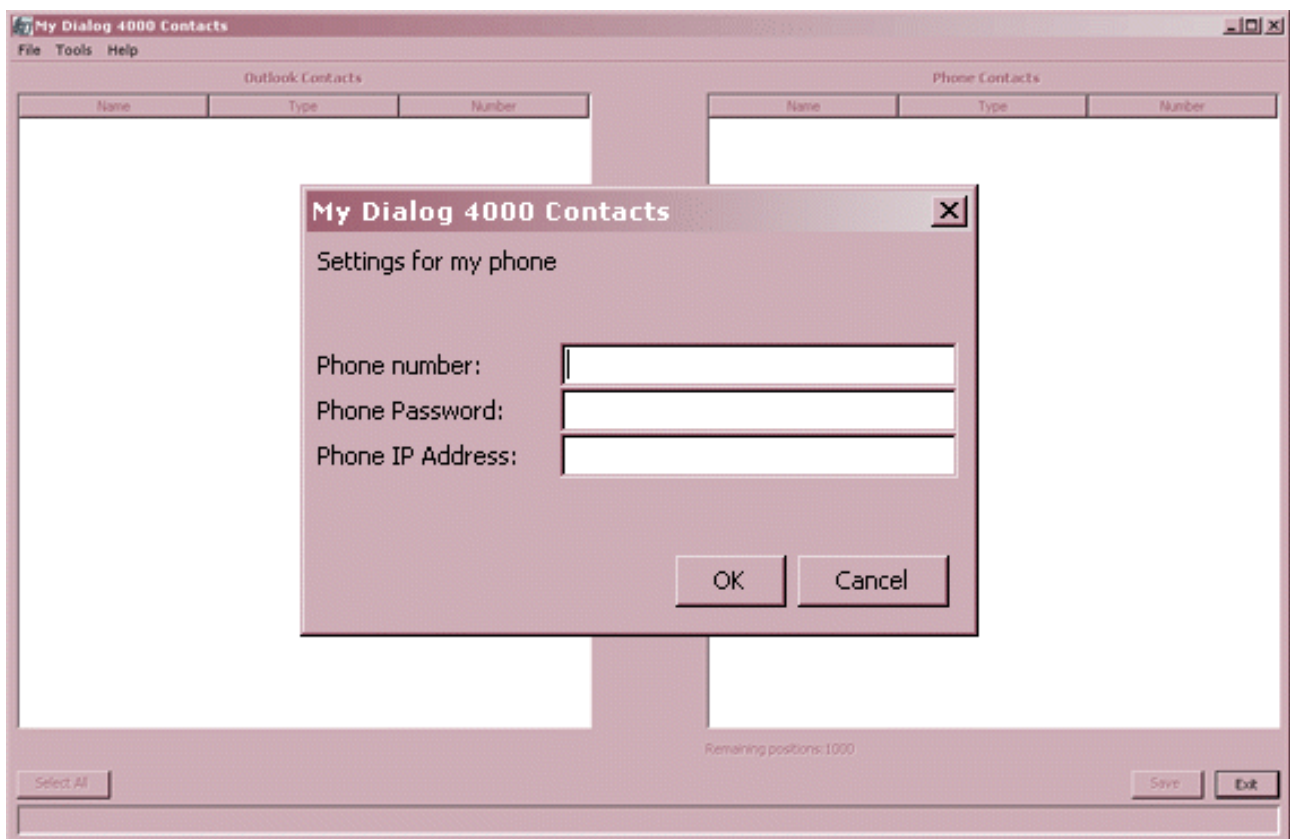 My Dialog 4000 Contacts
File Tools Help
Outlook Contacts Phone Contacts
Name Type Number Name Type Number
My Dialog 4000 Contacts
Settings for my phone
Phone number:
Phone Password:
Phone IP Address:
OK Cancel
Remaining positions:1000
Select All Save Exit